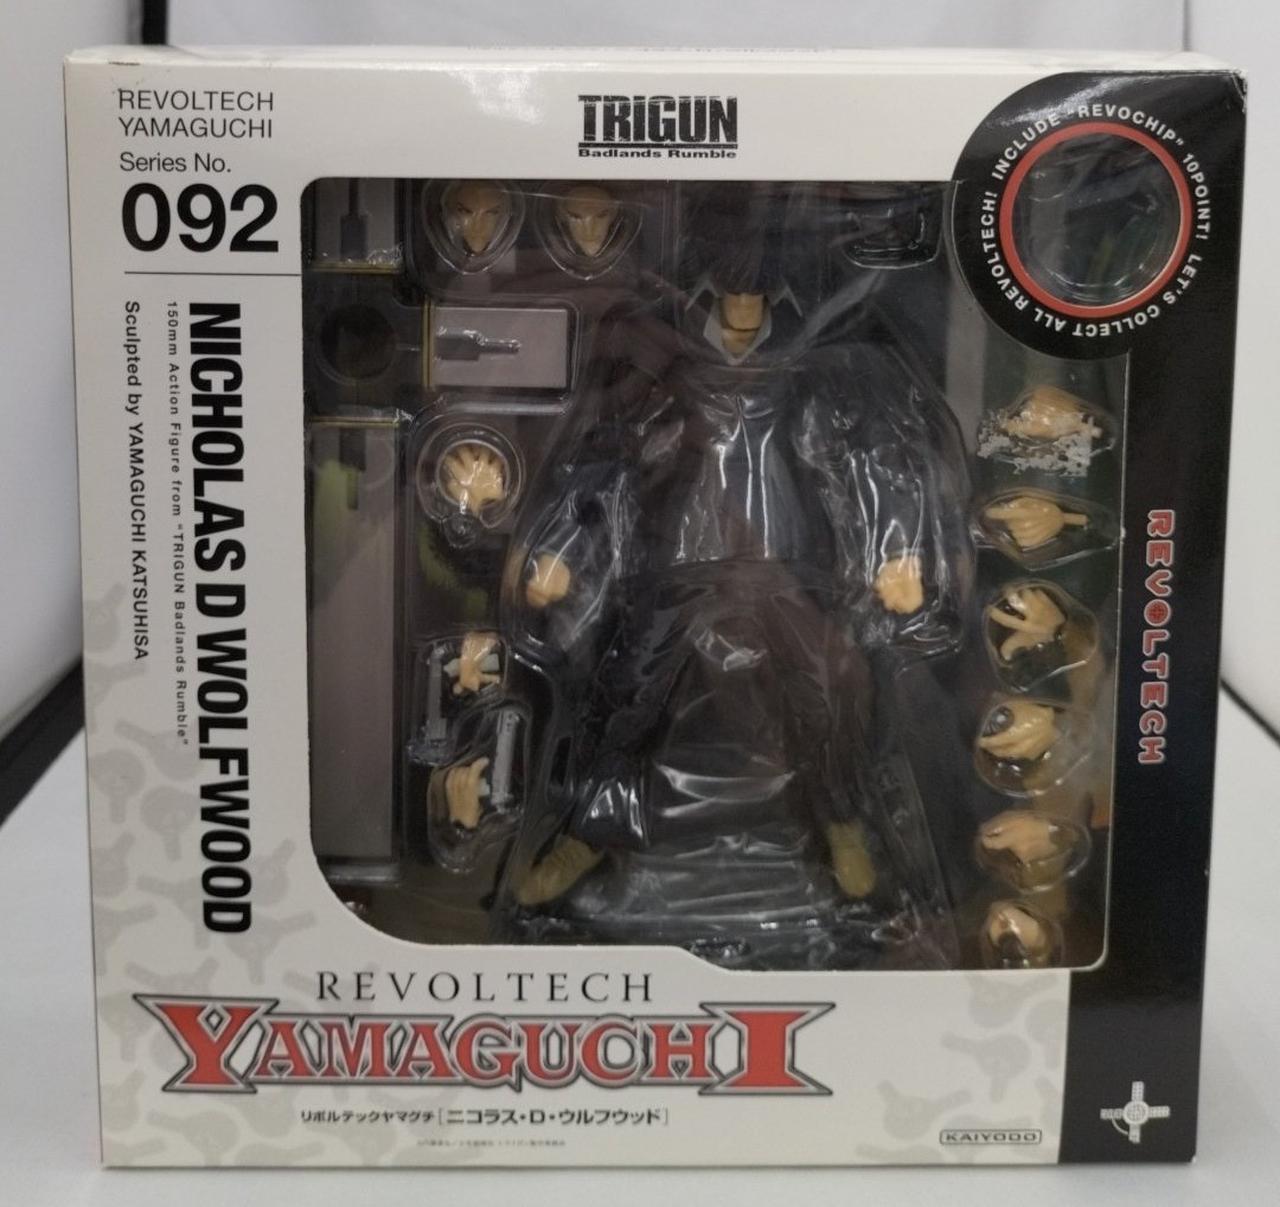 REVOLTECH
YAMAGUCHI
Series No.
092
TRIGUN
Badlands Rumble
INCLUDE "REVOCHIP" 10POINT! LET'S COLLECT ALL REVOLTECH!
NICHOLAS D WOLFWOOD
150mm Action Figure from "TRIGUN Badlands Rumble"
Sculpted by YAMAGUCHI KATSUHISA
REVOLTECH
REVOLTECH
YAMAGUCHI
リボルテックヤマグチ[ニコラス・D・ウルフウッド]
KAIYODO